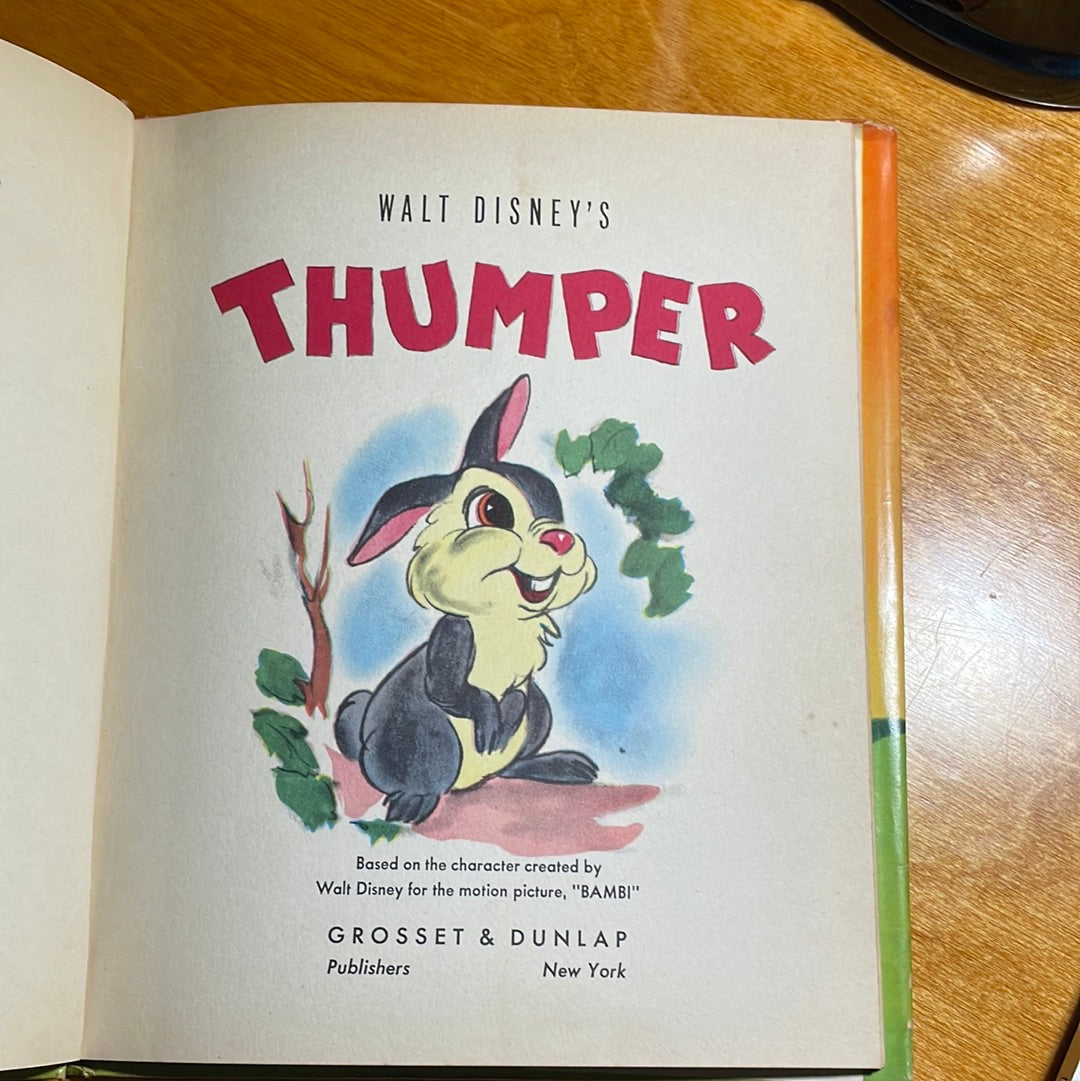 WALT DISNEY'S
THUMPER
Based on the character created by
Walt Disney for the motion picture, "BAMBI"
GROSSET & DUNLAP
Publishers New York